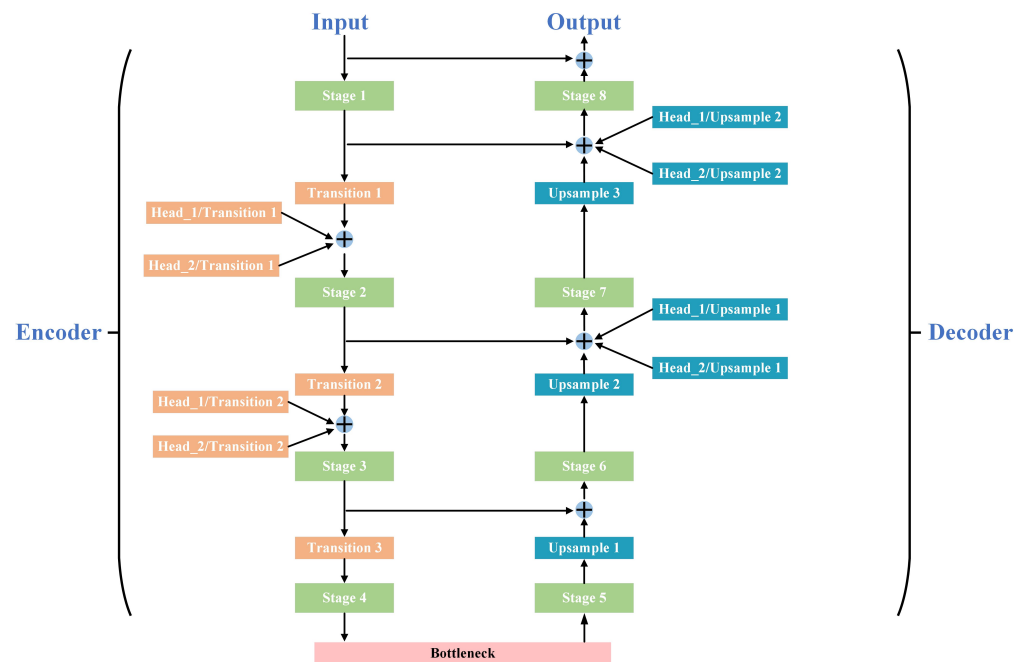 Input
Output
Stage 1
Stage 8
Head_1/Upsample 2
Head_2/Upsample 2
Transition 1
Upsample 3
Head_1/Transition 1
Head_2/Transition 1
Stage 2
Stage 7
Head_1/Upsample 1
Encoder
Decoder
Head_2/Upsample 1
Transition 2
Upsample 2
Head_1/Transition 2
Head_2/Transition 2
Stage 3
Stage 6
Transition 3
Upsample 1
Stage 4
Stage 5
Bottleneck